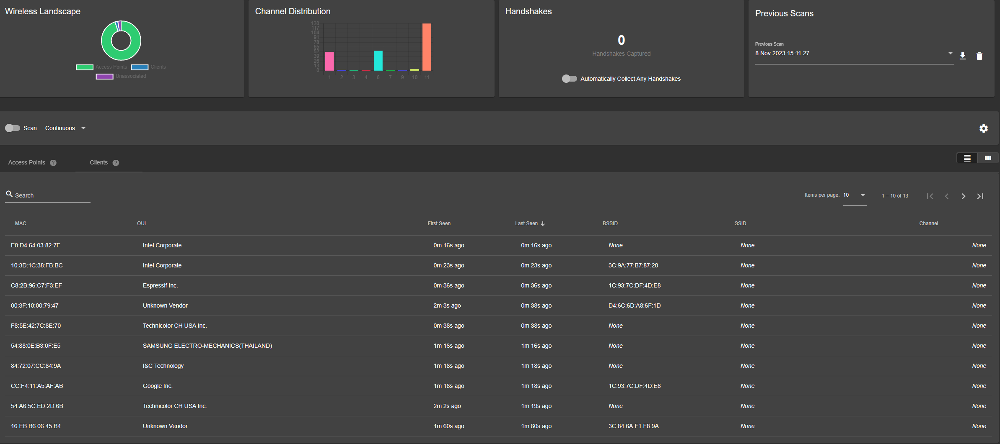 Wireless Landscape
Access Points Clients
Unassociated
Channel Distribution
130
117
104
91
78
65
52
39
26
13
0
1 2 3 4 6 7 9 10 11
Handshakes
0
Handshakes Captured
Automatically Collect Any Handshakes
Previous Scans
Previous Scan
8 Nov 2023 15:11:27
Scan Continuous
Access Points ? Clients ?
Search
Items per page: 10 1 – 10 of 13
MAC OUI First Seen Last Seen BSSID SSID Channel
E0:D4:64:03:82:7F Intel Corporate 0m 16s ago 0m 16s ago None None None
10:3D:1C:38:FB:BC Intel Corporate 0m 23s ago 0m 23s ago 3C:9A:77:B7:87:20 None None
C8:2B:96:C7:F3:EF Espressif Inc. 0m 36s ago 0m 36s ago 1C:93:7C:DF:4D:E8 None None
00:3F:10:00:79:47 Unknown Vendor 2m 3s ago 0m 38s ago D4:6C:6D:A8:6F:1D None None
F8:5E:42:7C:8E:70 Technicolor CH USA Inc. 0m 38s ago 0m 38s ago None None None
54:88:0E:B3:0F:E5 SAMSUNG ELECTRO-MECHANICS(THAILAND) 1m 16s ago 1m 16s ago None None None
84:72:07:CC:84:9A I&C Technology 1m 18s ago 1m 18s ago None None None
CC:F4:11:A5:AF:AB Google Inc. 1m 18s ago 1m 18s ago 1C:93:7C:DF:4D:E8 None None
54:A6:5C:ED:2D:6B Technicolor CH USA Inc. 2m 2s ago 1m 19s ago None None None
16:EB:B6:06:45:B4 Unknown Vendor 1m 60s ago 1m 60s ago 3C:84:6A:F1:F8:9A None None